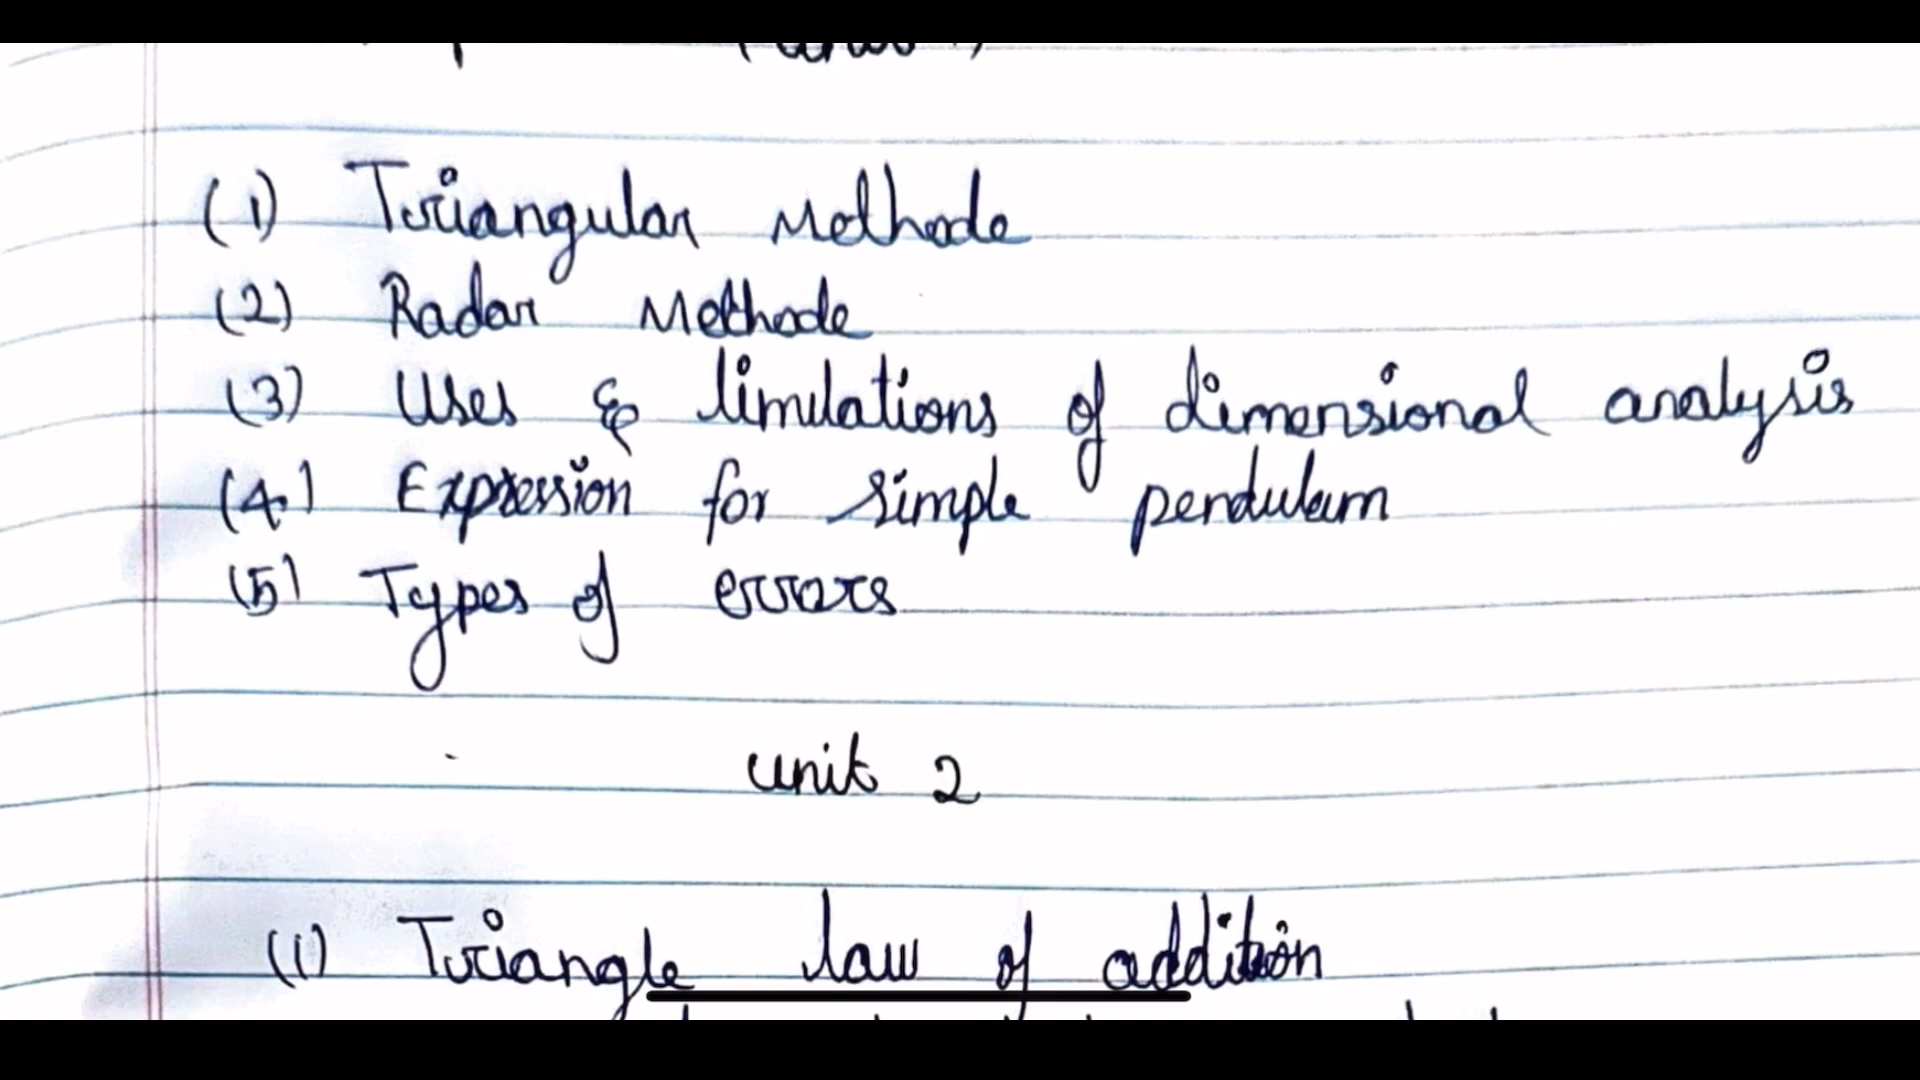 (1) Triangular Methode
(2) Radar Methode
(3) Uses & limitations of dimensional analysis
(4) Expression for simple pendulum
(5) Types of errors
unit 2
(1) Triangle law of addition